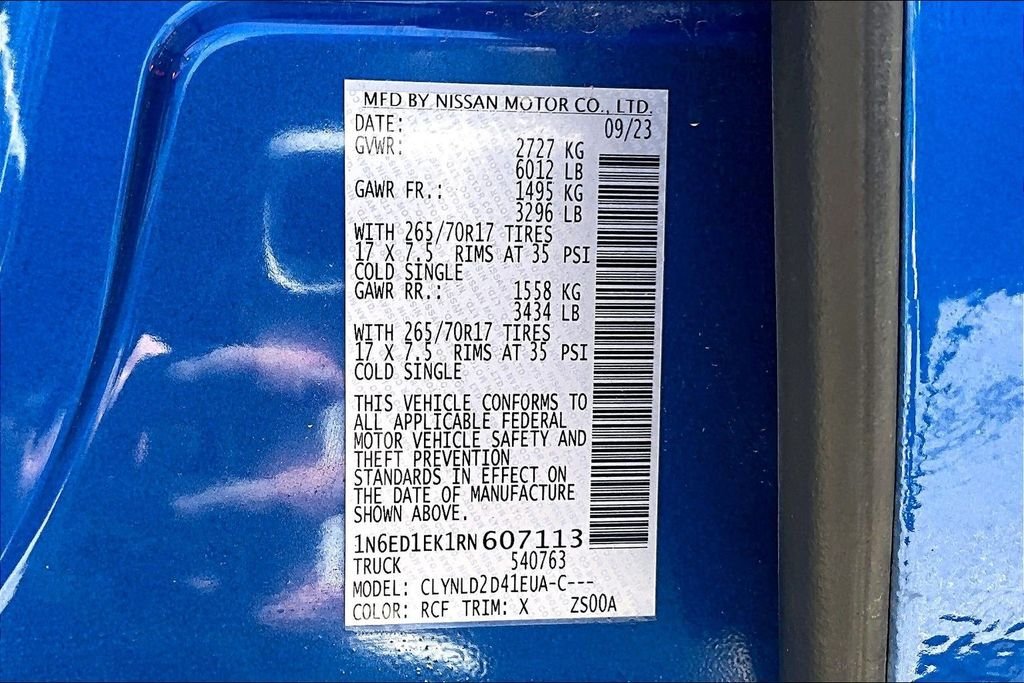 MFD BY NISSAN MOTOR CO., LTD.
DATE: 09/23
GVWR: 2727 KG
6012 LB
GAWR FR.: 1495 KG
3296 LB
WITH 265/70R17 TIRES
17 X 7.5 RIMS AT 35 PSI
COLD SINGLE
GAWR RR.: 1558 KG
3434 LB
WITH 265/70R17 TIRES
17 X 7.5 RIMS AT 35 PSI
COLD SINGLE
THIS VEHICLE CONFORMS TO
ALL APPLICABLE FEDERAL
MOTOR VEHICLE SAFETY AND
THEFT PREVENTION
STANDARDS IN EFFECT ON
THE DATE OF MANUFACTURE
SHOWN ABOVE.
1N6ED1EK1RN607113
TRUCK 540763
MODEL: CLYNLD2D41EUA-C---
COLOR: RCF TRIM: X ZS00A